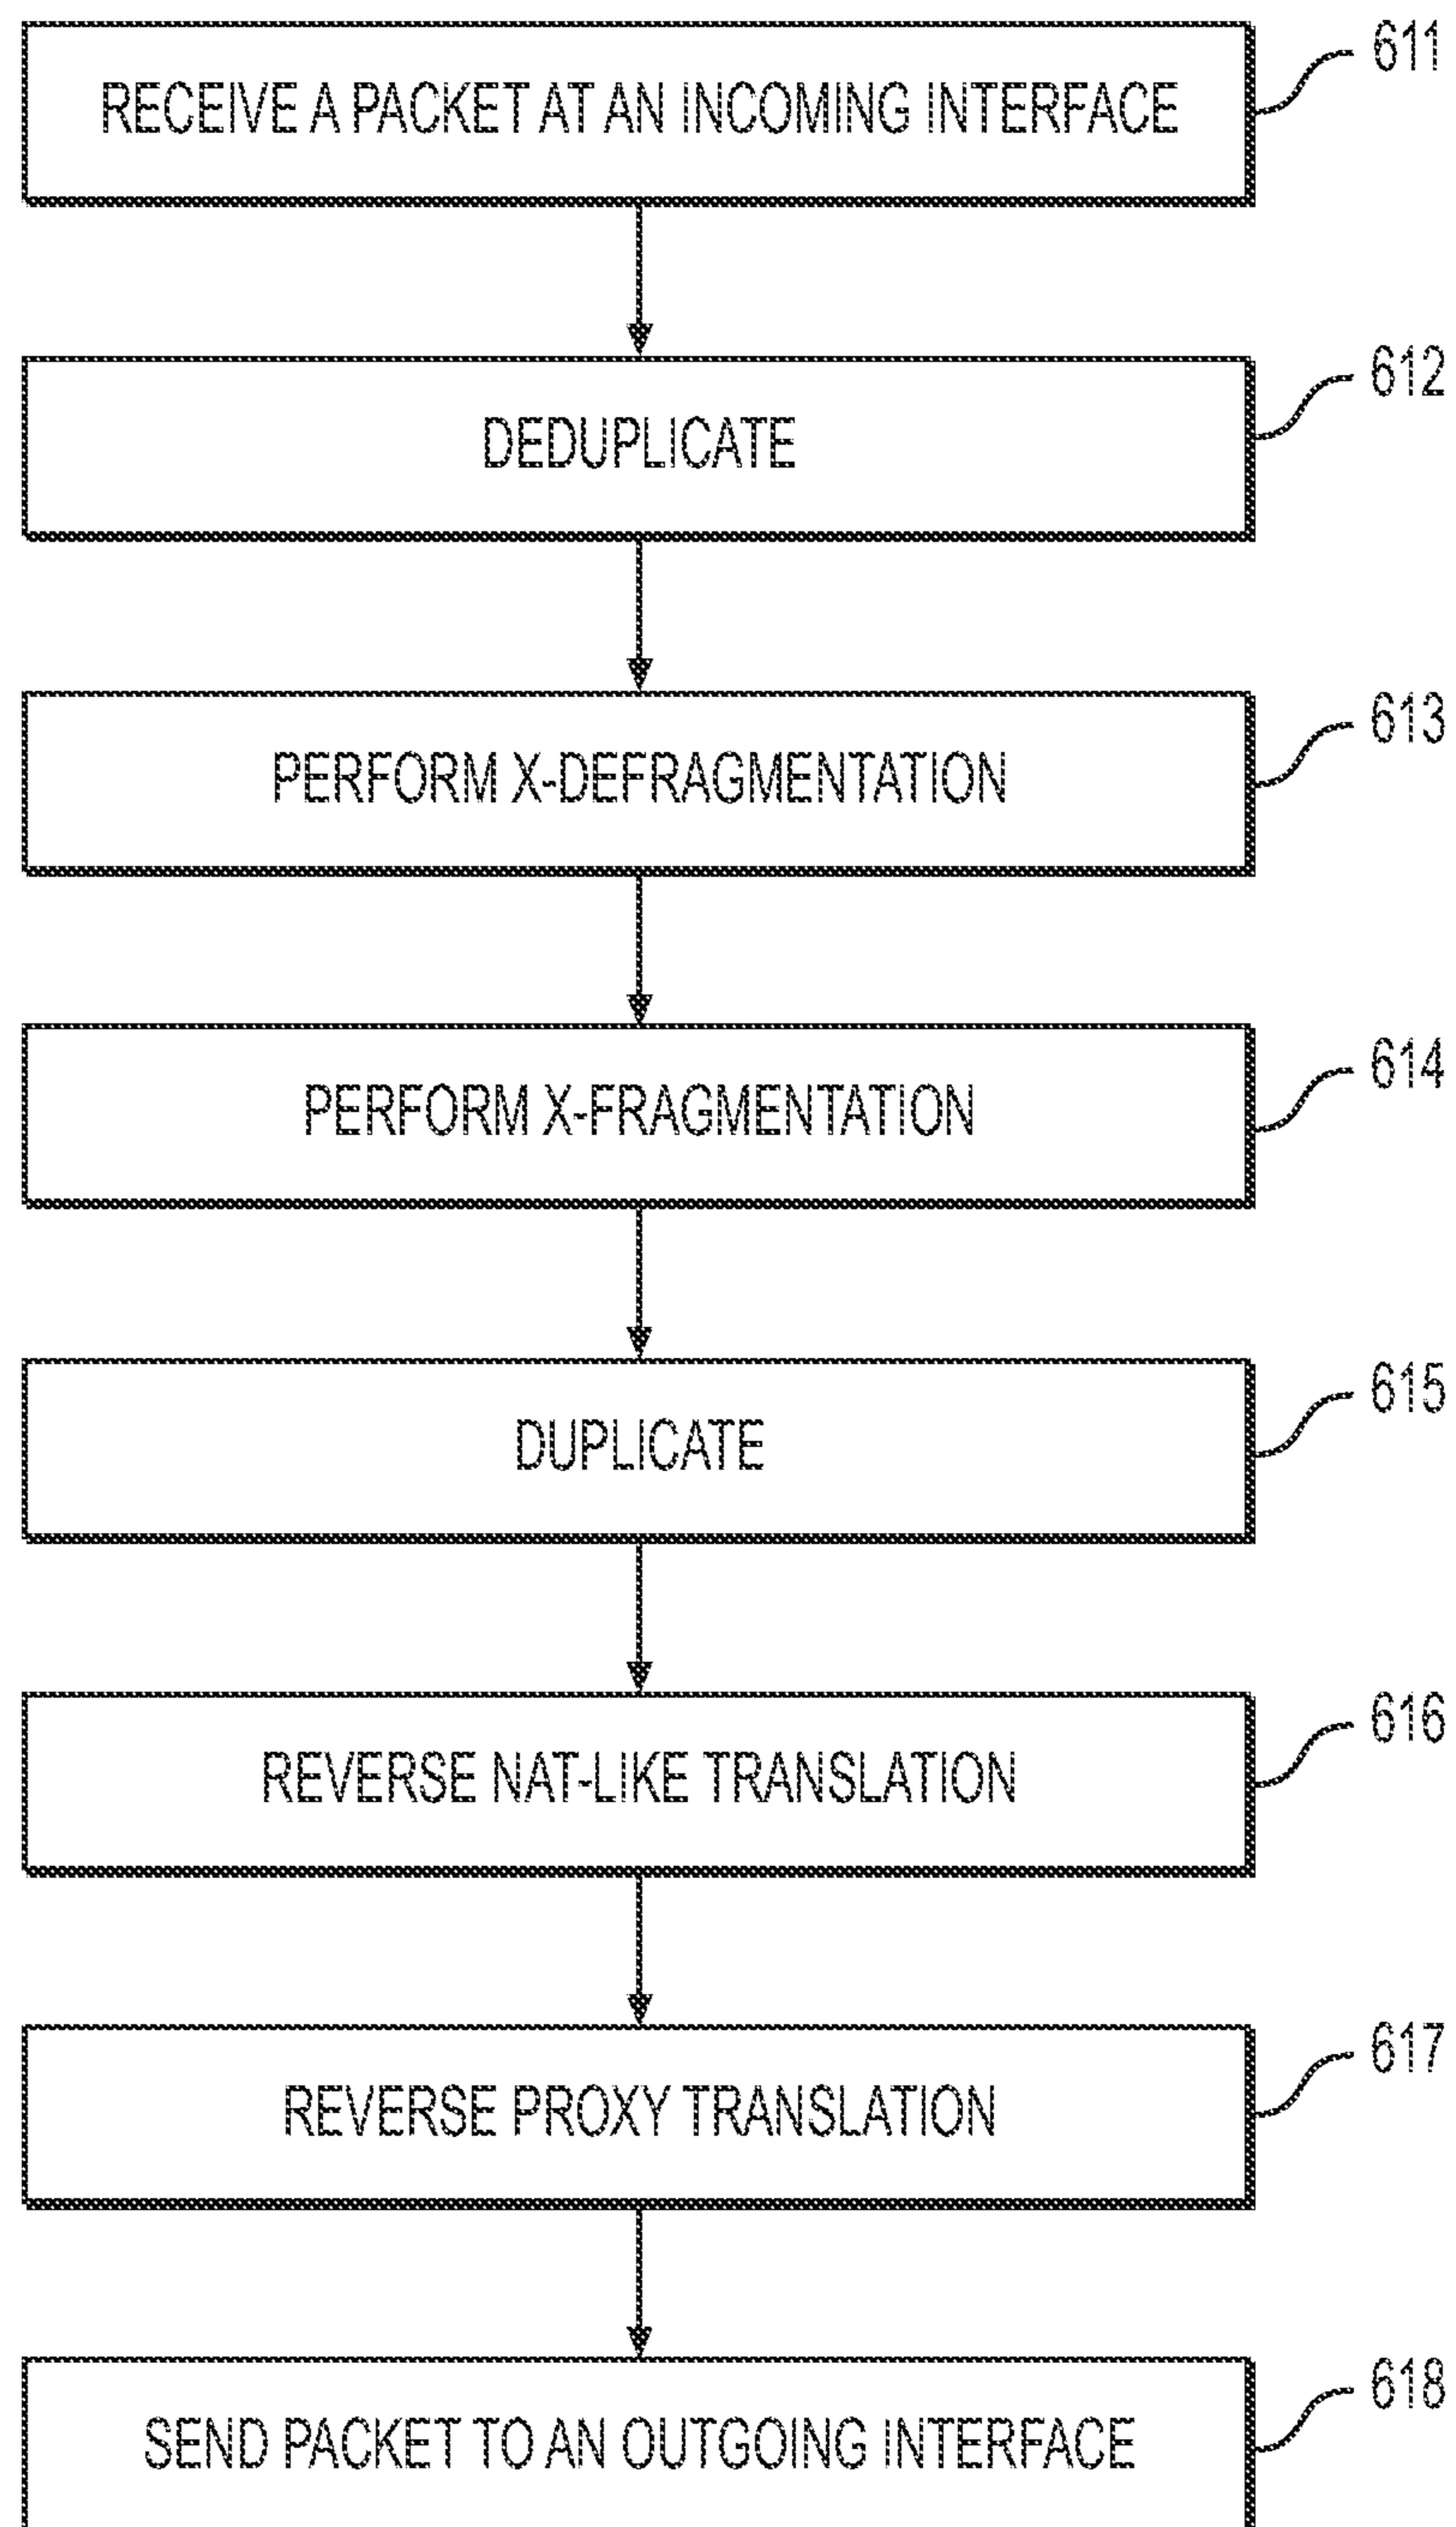 RECEIVE A PACKET AT AN INCOMING INTERFACE
611
DEDUPLICATE
612
PERFORM X-DEFRAGMENTATION
613
PERFORM X-FRAGMENTATION
614
DUPLICATE
615
REVERSE NAT-LIKE TRANSLATION
616
REVERSE PROXY TRANSLATION
617
SEND PACKET TO AN OUTGOING INTERFACE
618